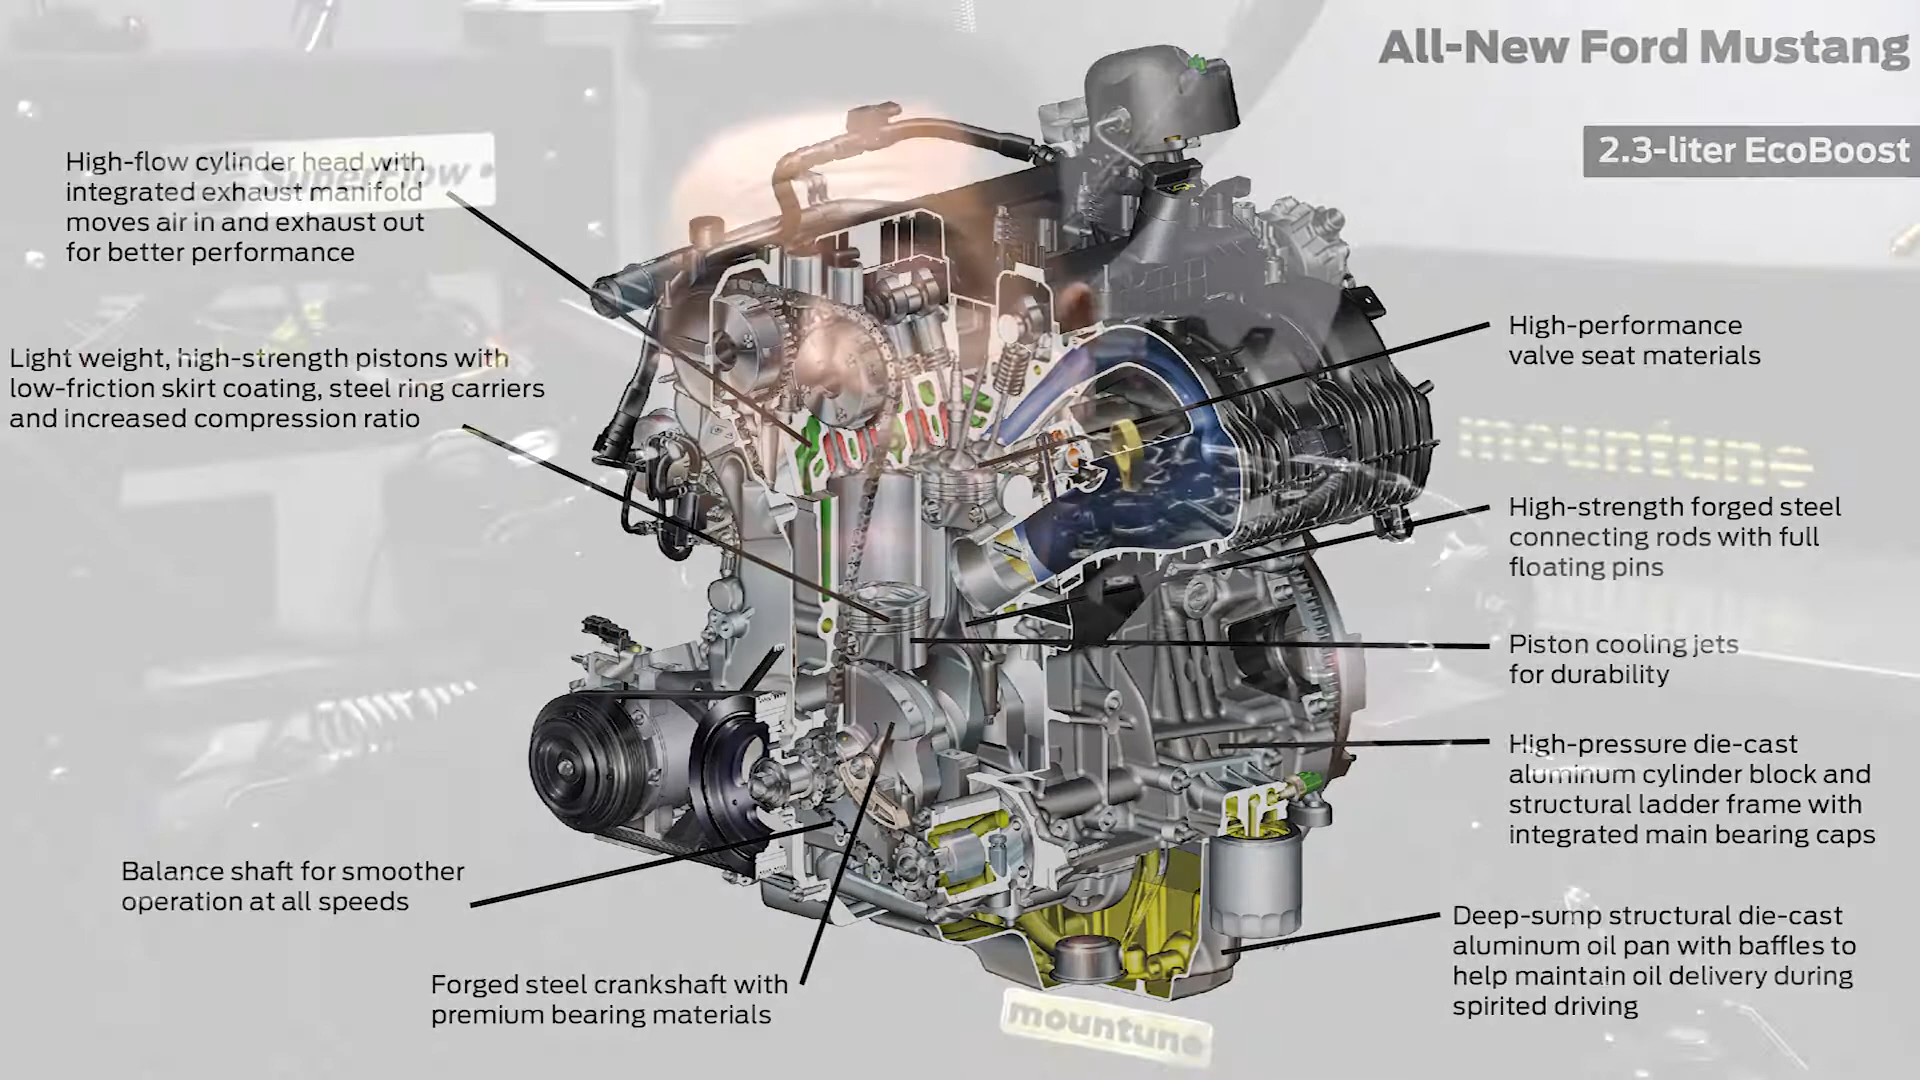 All-New Ford Mustang
2.3-liter EcoBoost
High-flow cylinder head with
integrated exhaust manifold
moves air in and exhaust out
for better performance
Superflow
Light weight, high-strength pistons with
low-friction skirt coating, steel ring carriers
and increased compression ratio
High-performance
valve seat materials
mountune
High-strength forged steel
connecting rods with full
floating pins
Piston cooling jets
for durability
High-pressure die-cast
aluminum cylinder block and
structural ladder frame with
integrated main bearing caps
Balance shaft for smoother
operation at all speeds
Deep-sump structural die-cast
aluminum oil pan with baffles to
help maintain oil delivery during
spirited driving
Forged steel crankshaft with
premium bearing materials
mountune